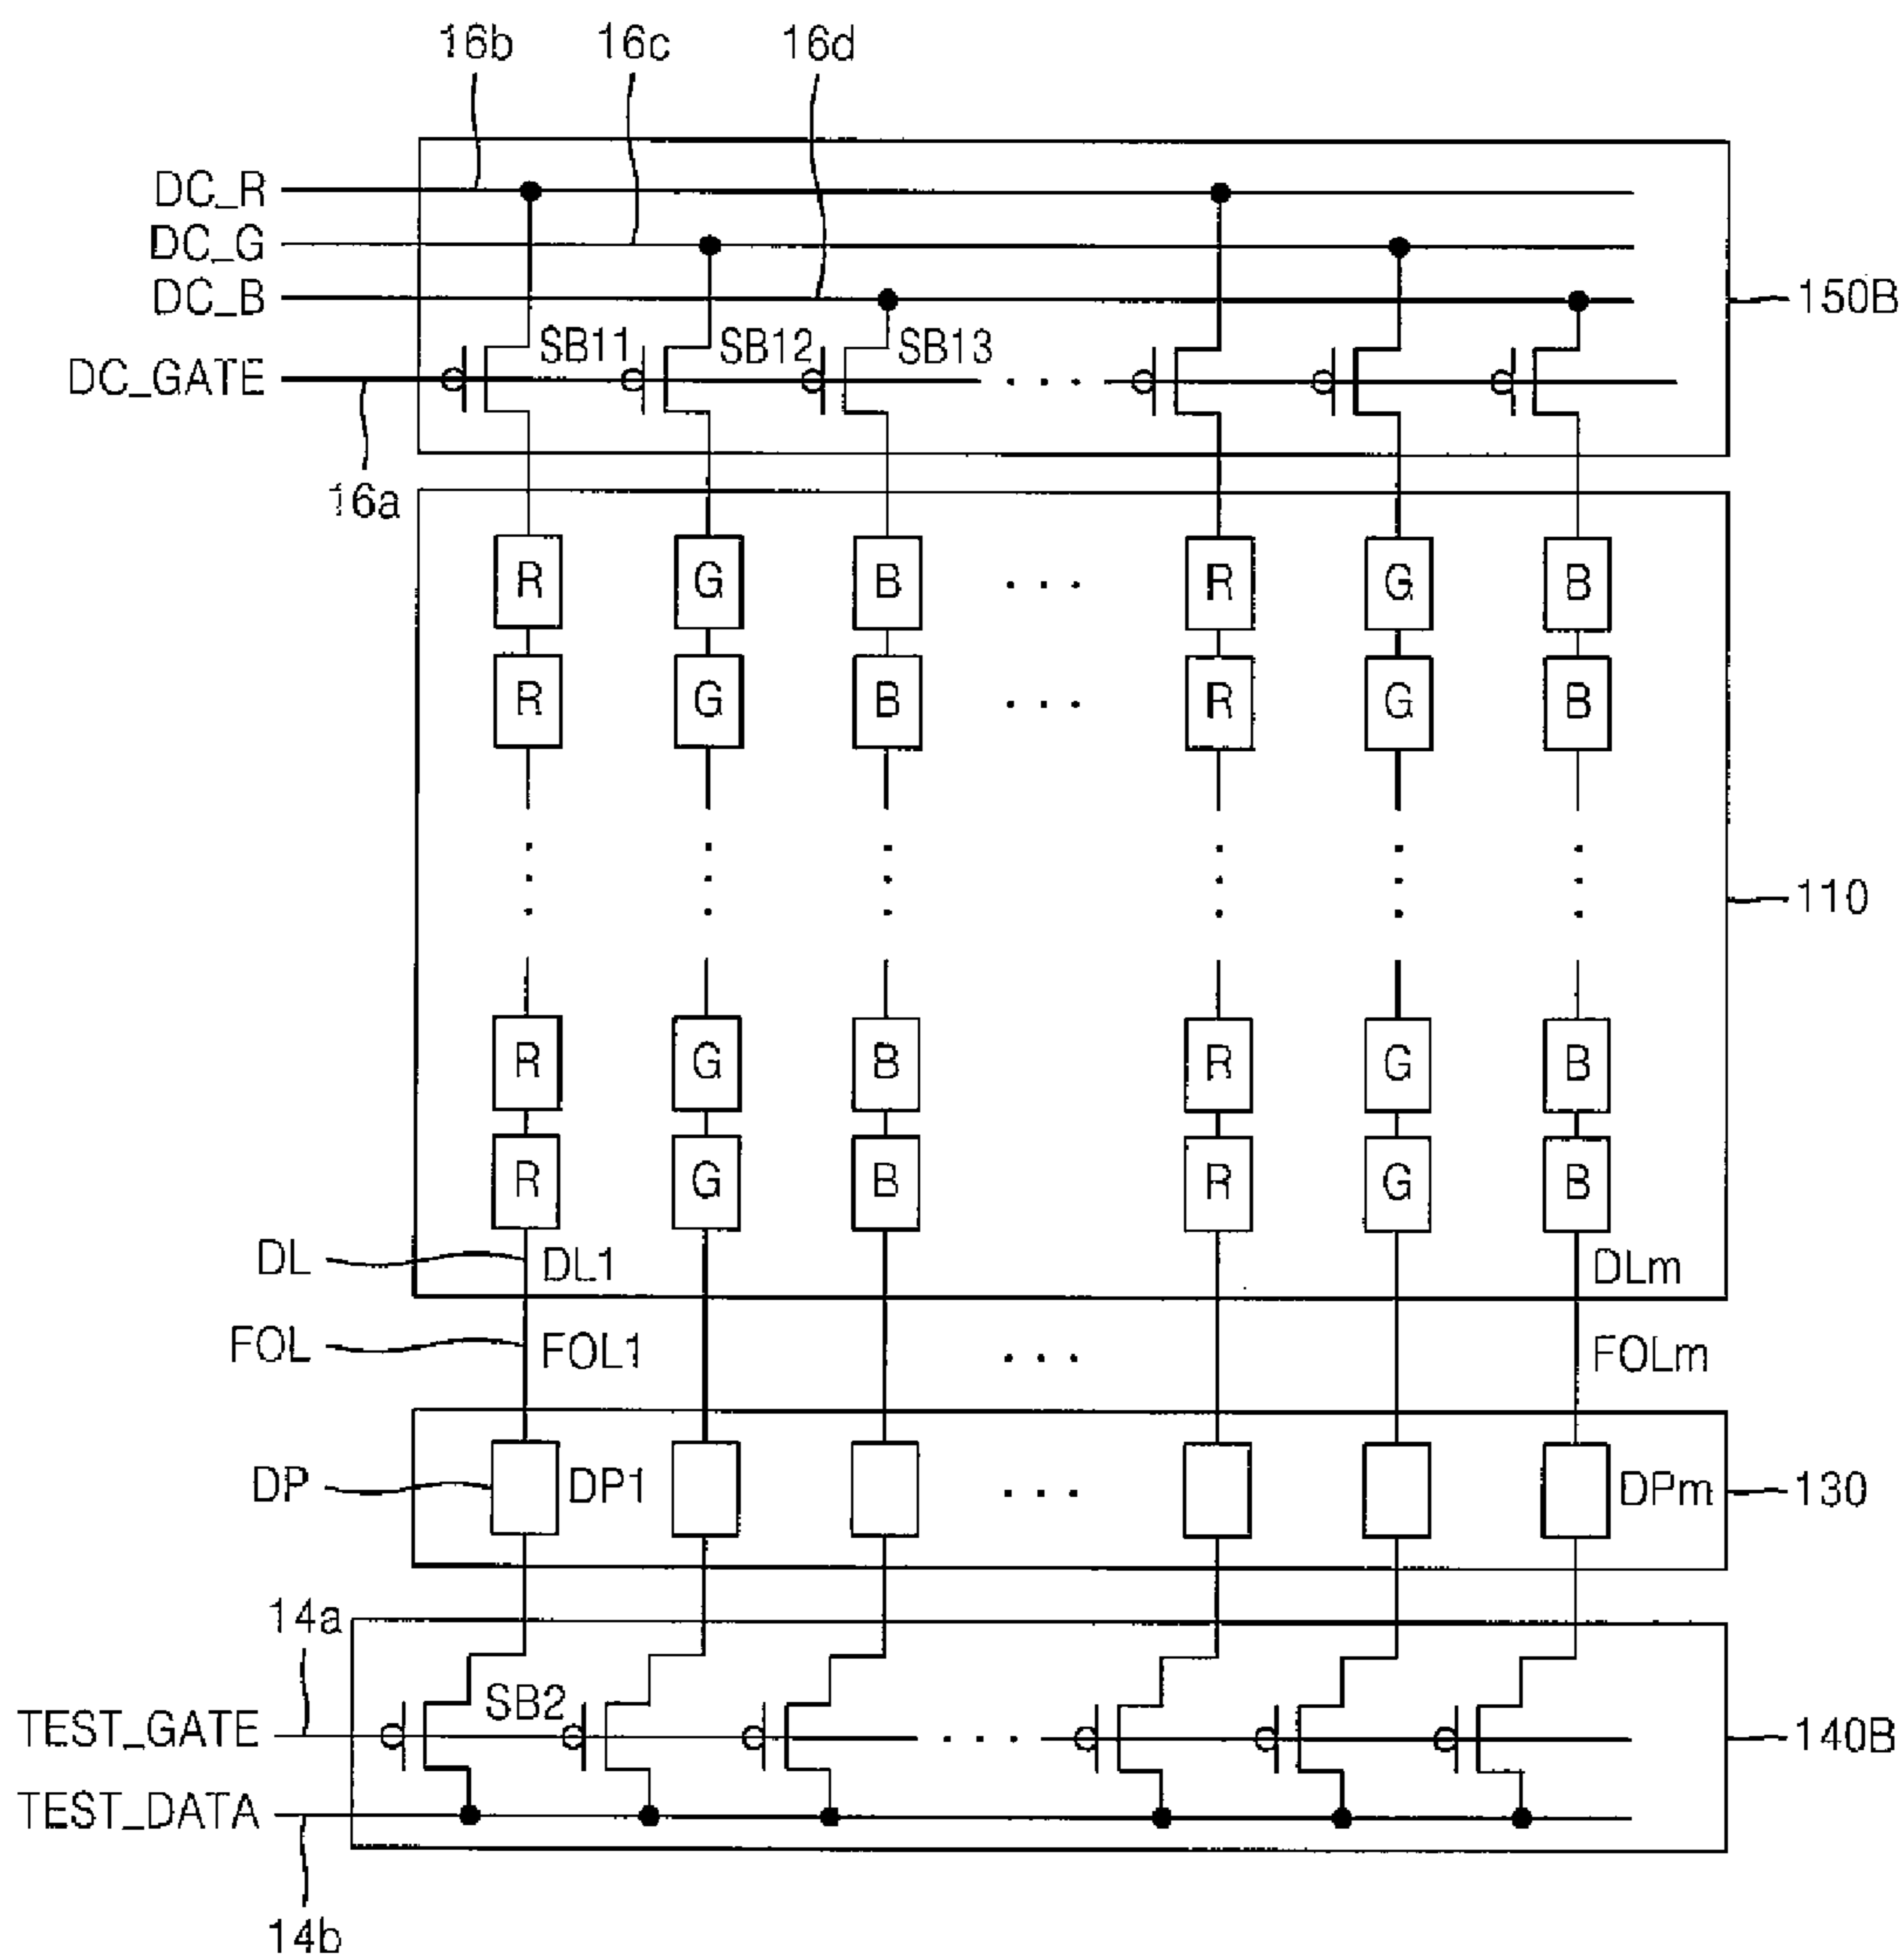 16b 16c 16d
DC_R
DC_G
DC_B
150B
SB11 SB12 SB13
DC_GATE
16a
R G B R G B
R G B R G B
110
R G B R G B
R G B R G B
DL DL1 DLm
FOL FOL1 FOLm
DP DP1 DPm 130
14a
SB2
TEST_GATE 140B
TEST_DATA
14b